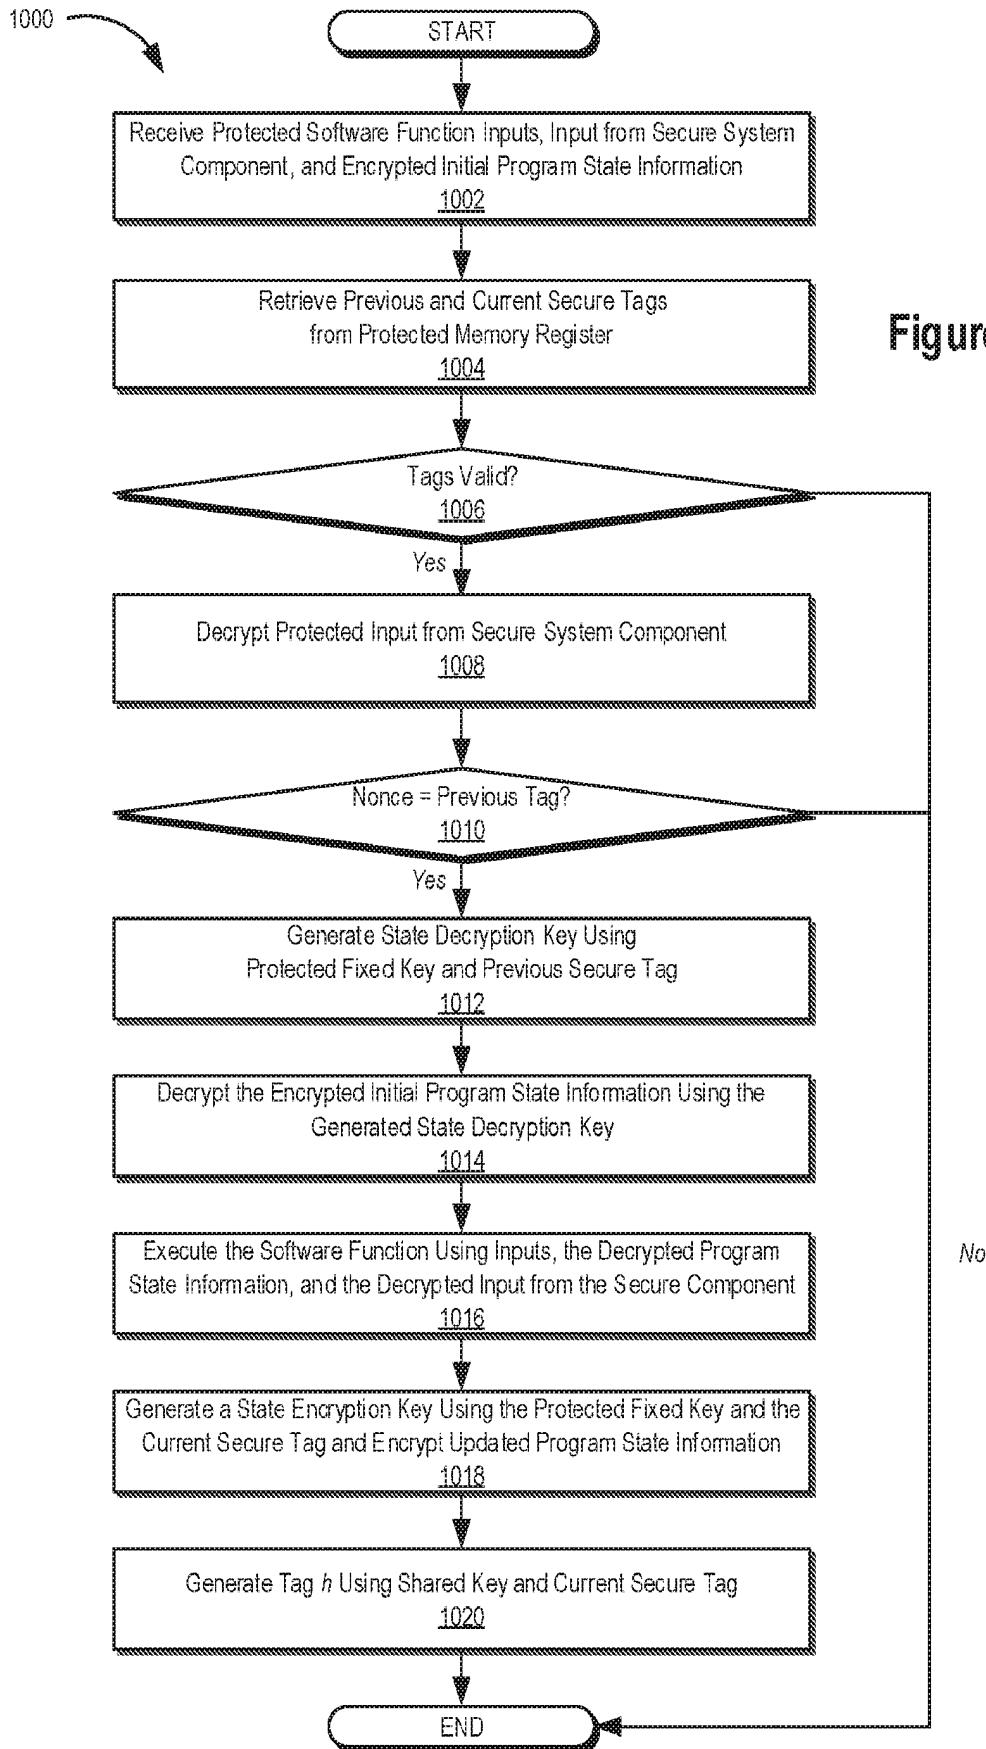 1000
START
Receive Protected Software Function Inputs, Input from Secure System
Component, and Encrypted Initial Program State Information
1002
Retrieve Previous and Current Secure Tags
from Protected Memory Register
1004
Figure
Tags Valid?
1006
Yes
Decrypt Protected Input from Secure System Component
1008
Nonce = Previous Tag?
1010
Yes
Generate State Decryption Key Using
Protected Fixed Key and Previous Secure Tag
1012
Decrypt the Encrypted Initial Program State Information Using the
Generated State Decryption Key
1014
Execute the Software Function Using Inputs, the Decrypted Program
State Information, and the Decrypted Input from the Secure Component
1016
No
Generate a State Encryption Key Using the Protected Fixed Key and the
Current Secure Tag and Encrypt Updated Program State Information
1018
Generate Tag h Using Shared Key and Current Secure Tag
1020
END